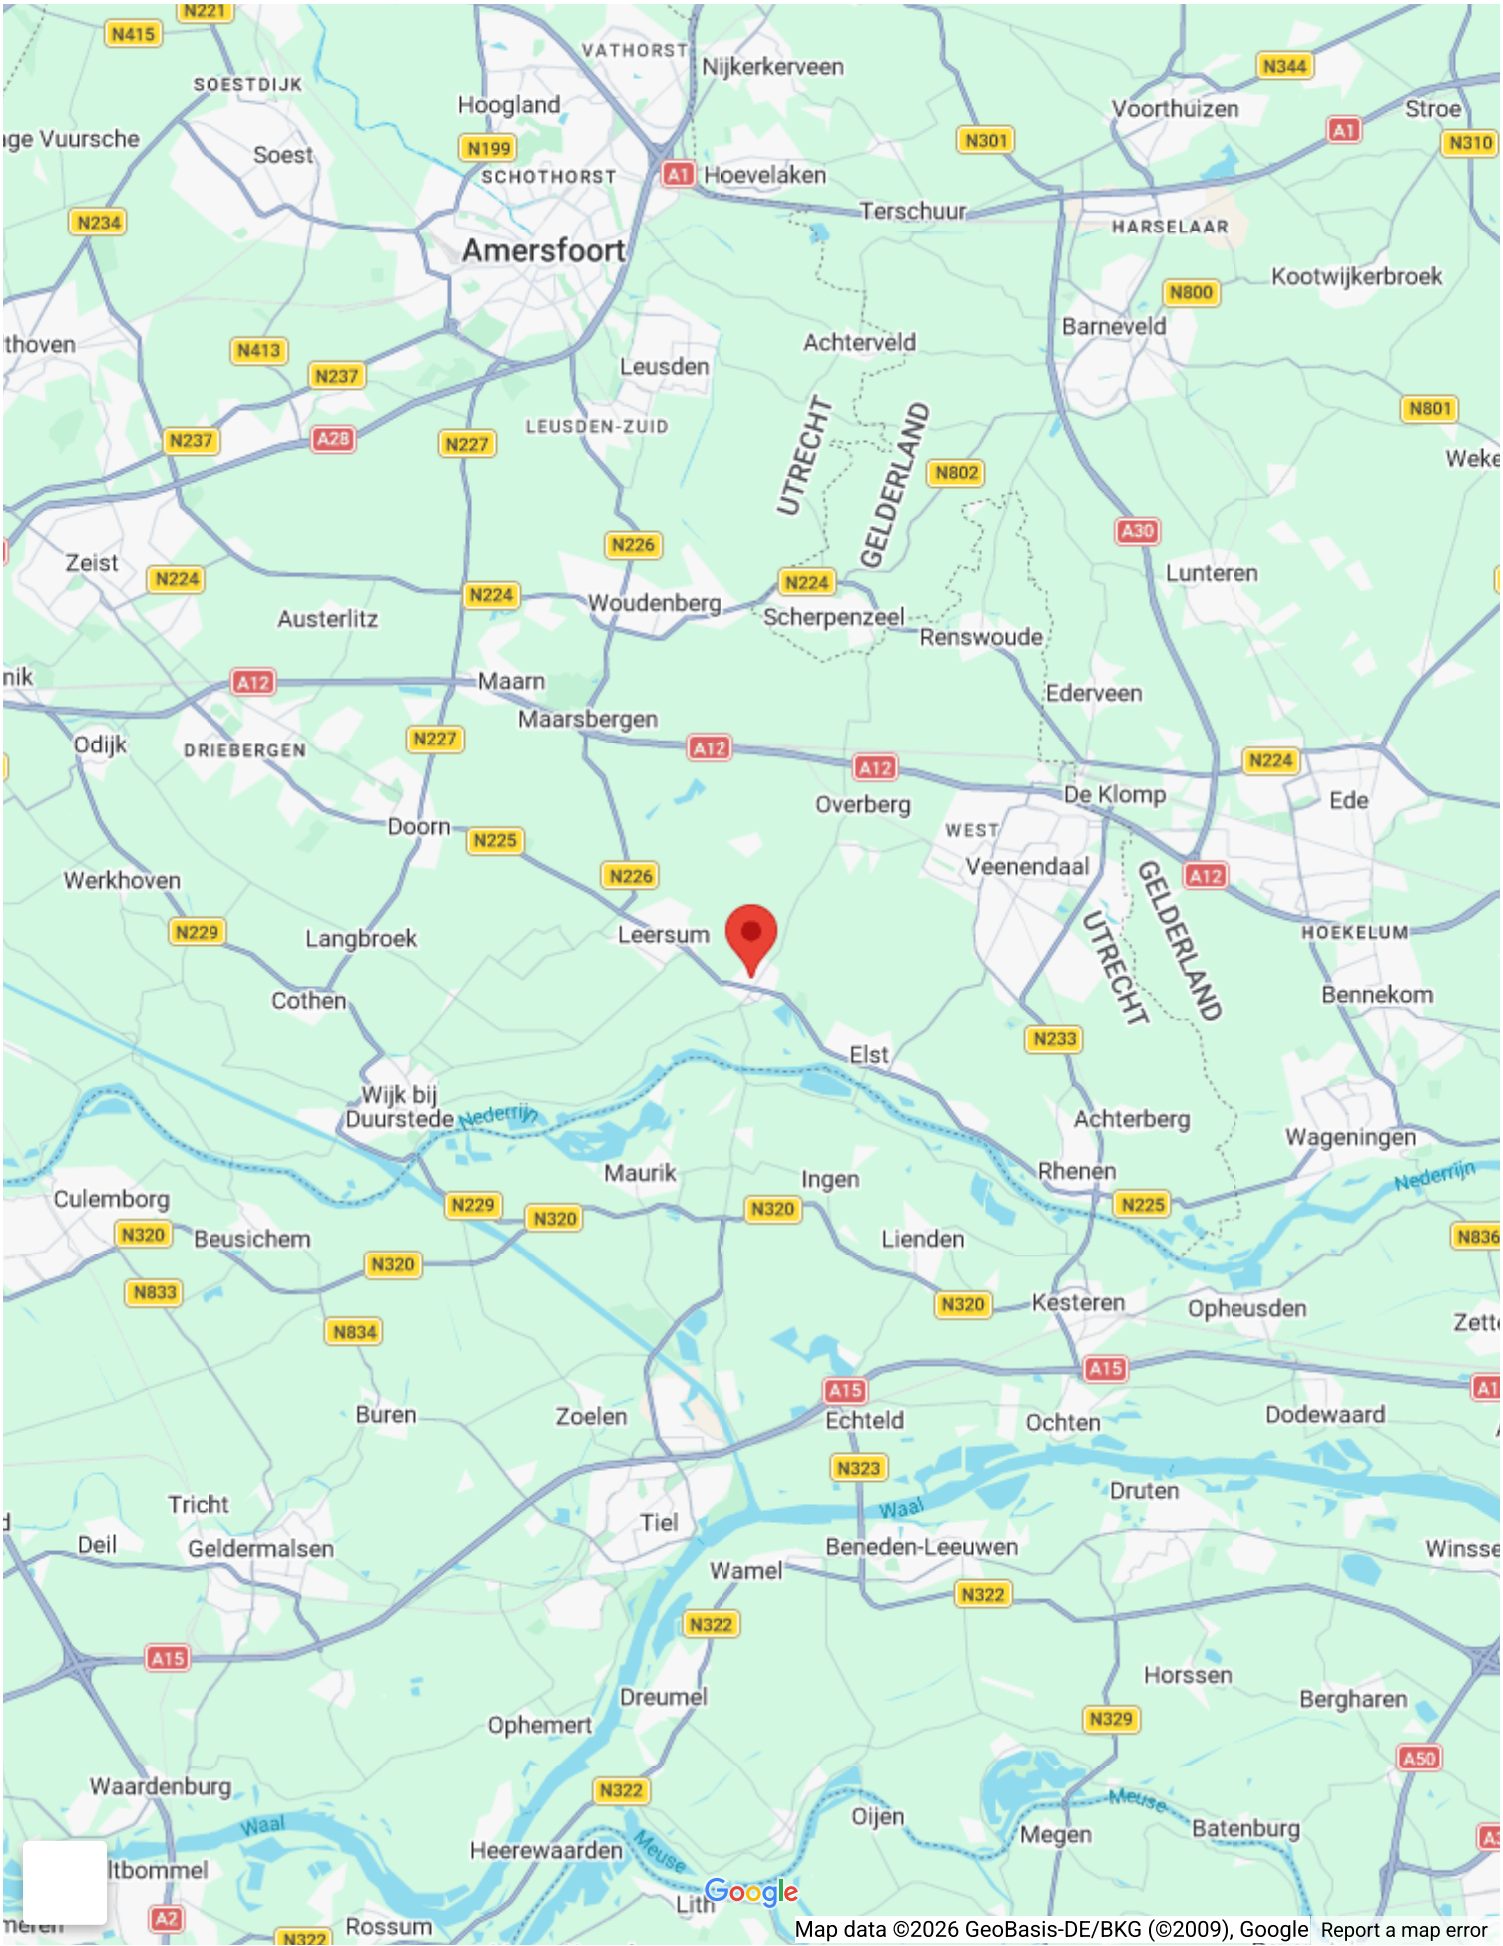 N221
N415
VATHORST
Nijkerkerveen
N344
SOESTDIJK
Hoogland
Voorthuizen
Stroe
age Vuursche
Soest
N199
N301
A1
N310
SCHOTHORST
A1
Hoevelaken
N234
Terschuur
HARSELAAR
Amersfoort
Kootwijkerbroek
N800
Barneveld
thoven
N413
Achterveld
N237
Leusden
N801
LEUSDEN-ZUID
N237
A28
N227
UTRECHT
GELDERLAND
N802
Weke
A30
N226
Zeist
N224
N224
N224
Lunteren
Austerlitz
Woudenberg
Scherpenzeel
Renswoude
nik
A12
Maarn
Ederveen
Maarsbergen
Odijk
DRIEBERGEN
N227
A12
A12
N224
De Klomp
Ede
Overberg
Doorn
N225
WEST
Veenendaal
Werkhoven
N226
A12
GELDERLAND
UTRECHT
N229
Langbroek
Leersum
HOEKELUM
Cothen
Bennekom
N233
Elst
Wijk bij
Duurstede
Nederrijn
Achterberg
Wageningen
Maurik
Ingen
Rhenen
Nederrijn
Culemborg
N229
N320
N320
N225
N320
Beusichem
Lienden
N836
N320
N833
N320
Kesteren
Opheusden
N834
Zette
A15
A15
A1
Buren
Zoelen
Echteld
Ochten
Dodewaard
N323
Tricht
Waal
Druten
d
Deil
Geldermalsen
Tiel
Beneden-Leeuwen
Winsse
Wamel
N322
N322
A15
Horssen
Dreumel
Bergharen
Ophemert
N329
A50
Waardenburg
N322
Meuse
Waal
Oijen
Megen
Batenburg
Heerewaarden
Meuse
ltbommel
Google
Lith
meren
A2
Rossum
N322
Map data ©2026 GeoBasis-DE/BKG (©2009), Google
Report a map error